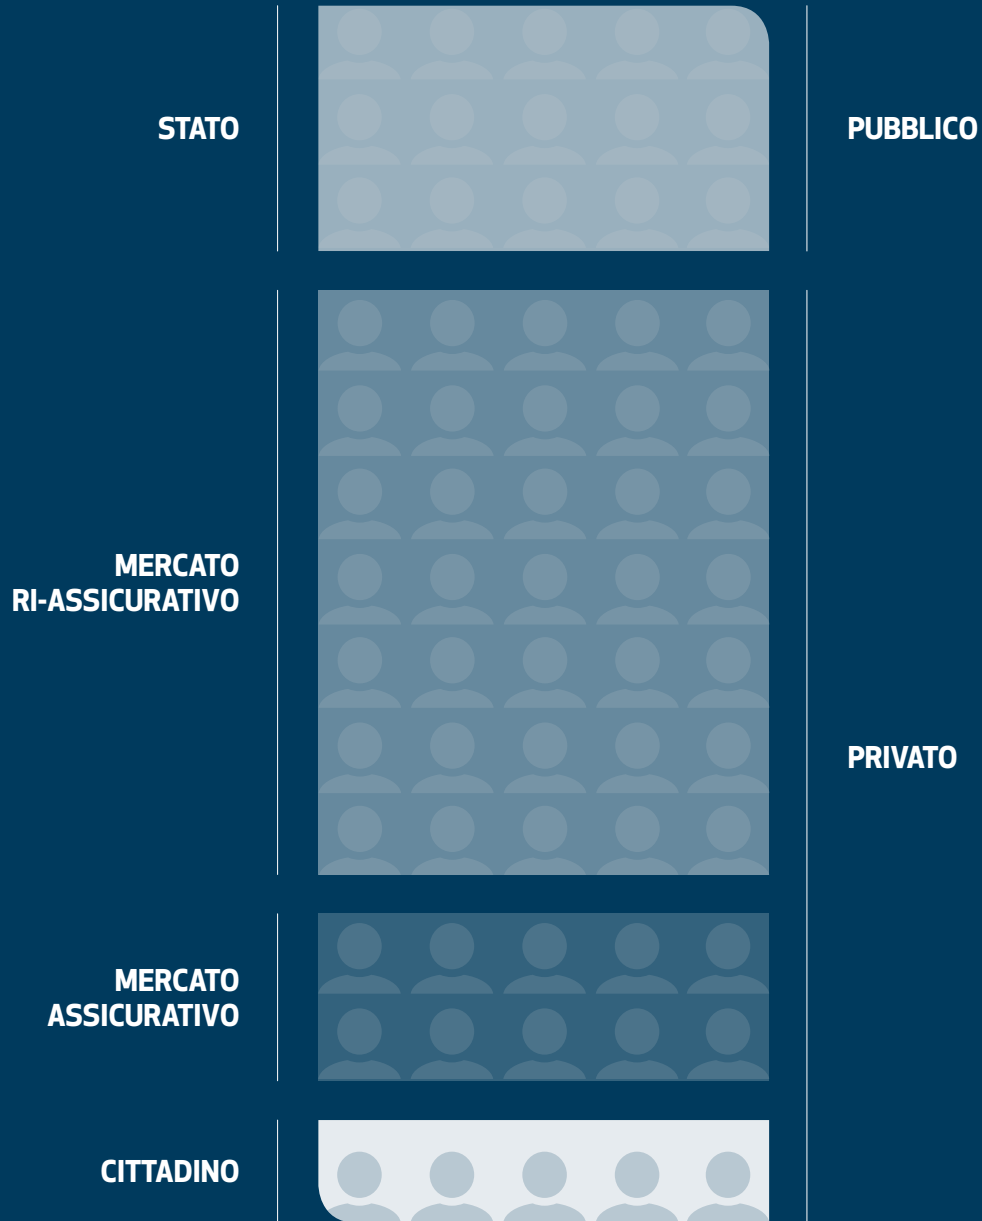 STATO
PUBBLICO
MERCATO
RI-ASSICURATIVO
PRIVATO
MERCATO
ASSICURATIVO
CITTADINO